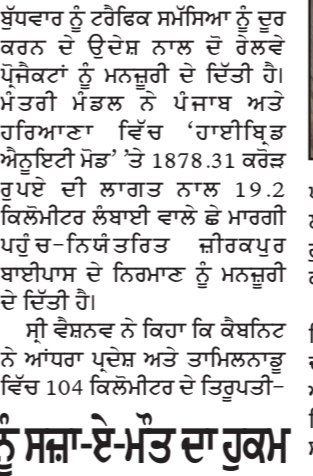 ਬੁੱਧਵਾਰ ਨੂੰ ਟਰੈਫਿਕ ਸਮੱਸਿਆ ਨੂੰ ਦੂਰ
ਕਰਨ ਦੇ ਉਦੇਸ਼ ਨਾਲ ਦੋ ਰੇਲਵੇ
ਪ੍ਰੋਜੈਕਟਾਂ ਨੂੰ ਮਨਜ਼ੂਰੀ ਦੇ ਦਿੱਤੀ ਹੈ।
ਮੰਤਰੀ ਮੰਡਲ ਨੇ ਪੰਜਾਬ ਅਤੇ
ਹਰਿਆਣਾ ਵਿੱਚ ‘ਹਾਈਬ੍ਰਿਡ
ਐਨੂਇਟੀ ਮੋਡ’ ’ਤੇ 1878.31 ਕਰੋੜ
ਰੁਪਏ ਦੀ ਲਾਗਤ ਨਾਲ 19.2
ਕਿਲੋਮੀਟਰ ਲੰਬਾਈ ਵਾਲੇ ਛੇ ਮਾਰਗੀ
ਪਹੁੰਚ-ਨਿਯੰਤਰਿਤ ਜ਼ੀਰਕਪੁਰ
ਬਾਈਪਾਸ ਦੇ ਨਿਰਮਾਣ ਨੂੰ ਮਨਜ਼ੂਰੀ
ਦੇ ਦਿੱਤੀ ਹੈ।
ਸ੍ਰੀ ਵੈਸ਼ਨਵ ਨੇ ਕਿਹਾ ਕਿ ਕੈਬਨਿਟ
ਨੇ ਆਂਧਰਾ ਪ੍ਰਦੇਸ਼ ਅਤੇ ਤਾਮਿਲਨਾਡੂ
ਵਿੱਚ 104 ਕਿਲੋਮੀਟਰ ਦੇ ਤਿਰੂਪਤੀ-
ਨੂੰ ਸਜ਼ਾ-ਏ-ਮੌਤ ਦਾ ਹੁਕਮ